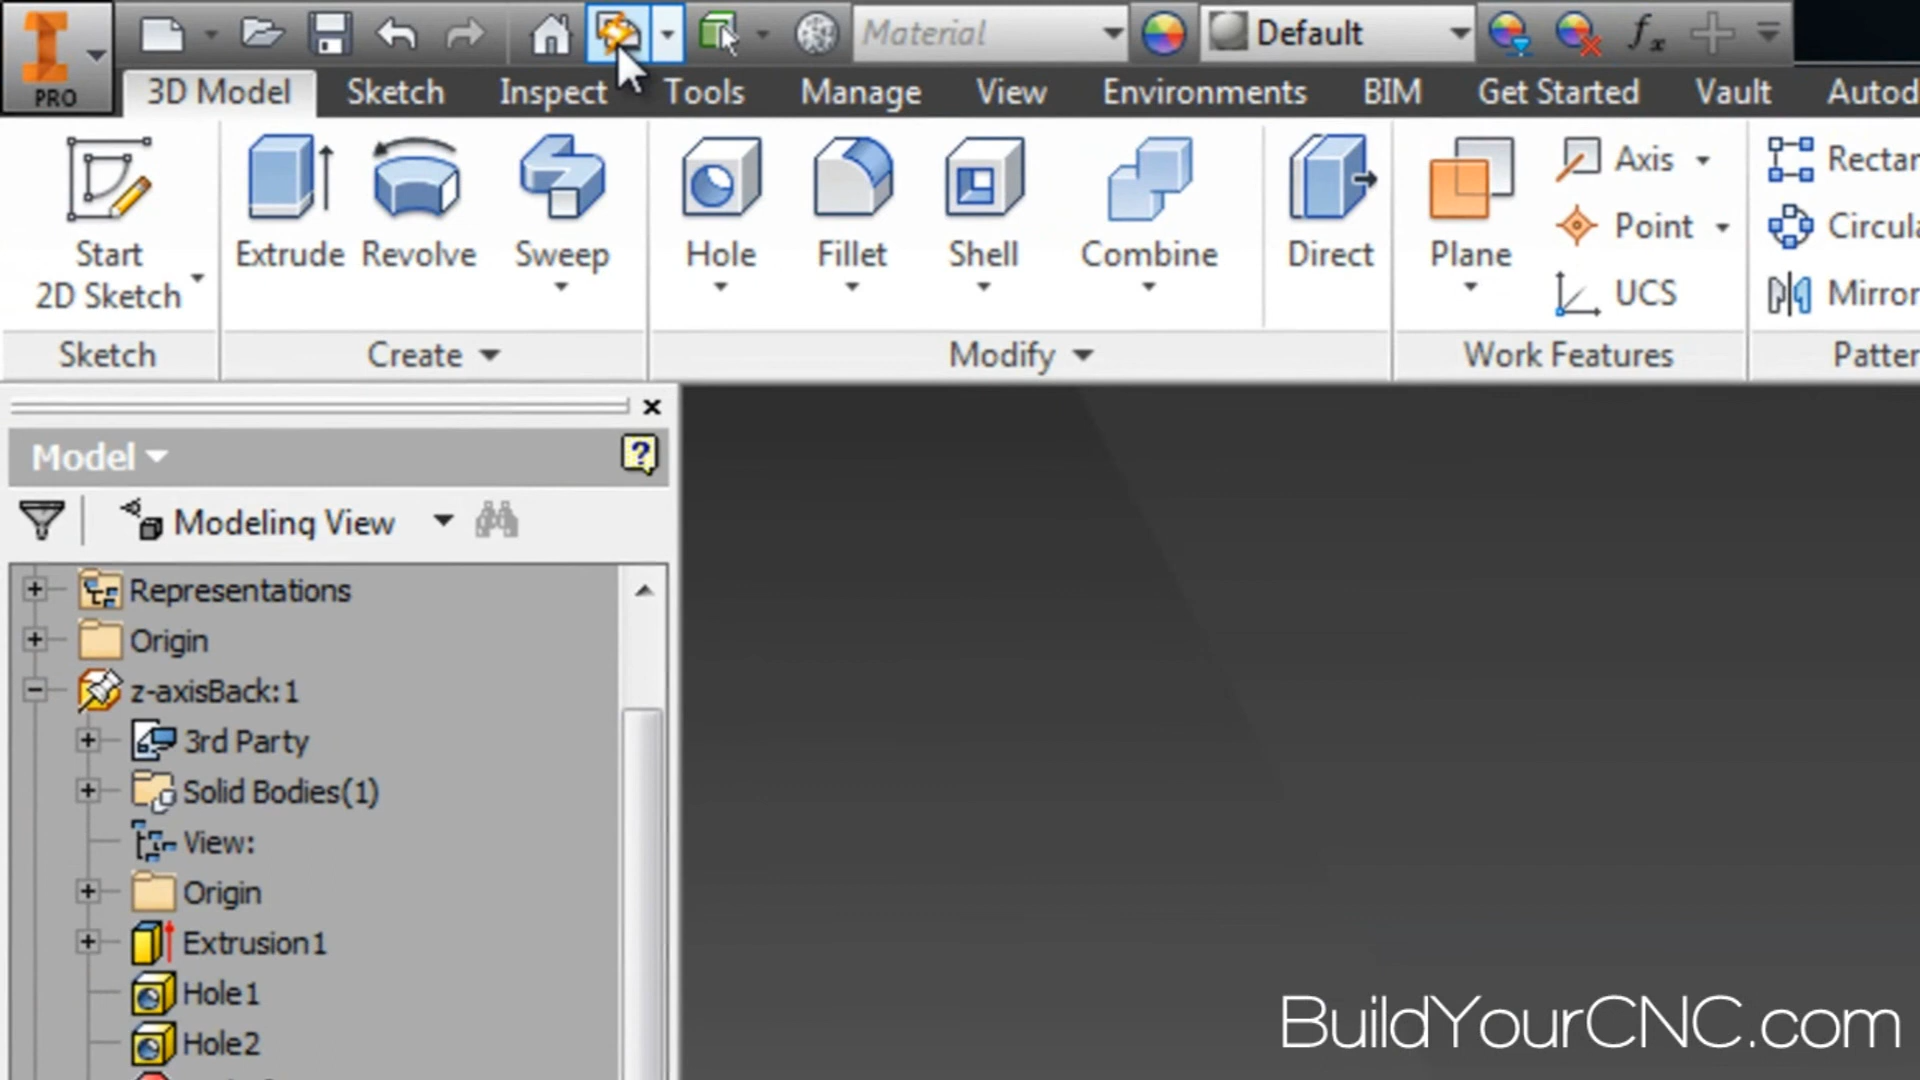 PRO
Material
Default
3D Model Sketch Inspect Tools Manage View Environments BIM Get Started Vault Autod
Start
2D Sketch
Extrude Revolve Sweep
Hole Fillet Shell Combine
Direct
Plane
Axis
Point
UCS
Rectan
Circula
Mirror
Sketch Create Modify Work Features Patter
Model
Modeling View
Representations
Origin
z-axisBack:1
3rd Party
Solid Bodies(1)
View:
Origin
Extrusion1
Hole1
Hole2
BuildYourCNC.com